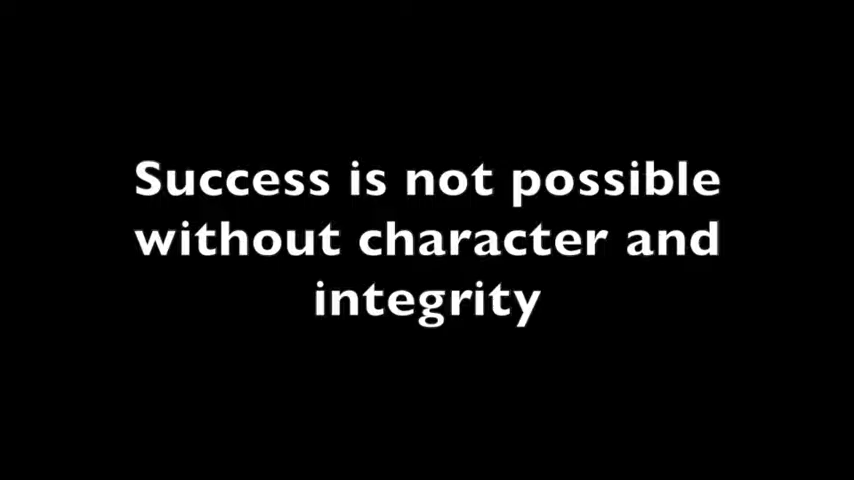 Success is not possible
without character and
integrity